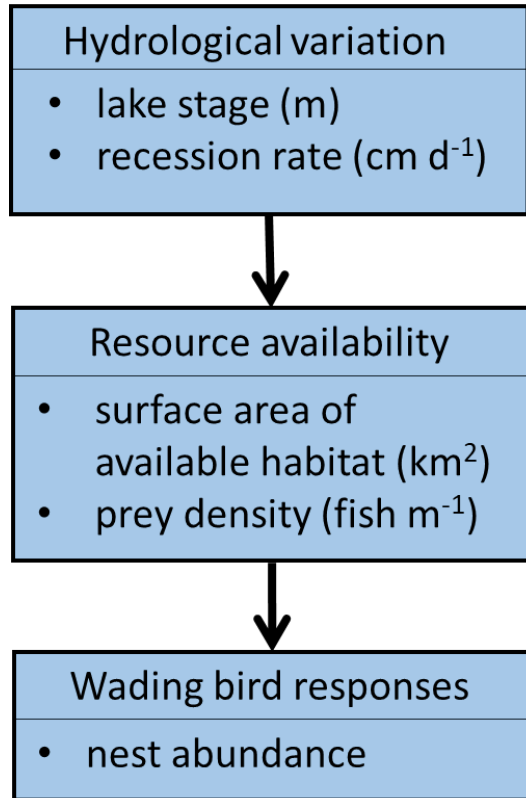 Hydrological variation
• lake stage (m)
• recession rate (cm d⁻¹)
Resource availability
• surface area of
available habitat (km²)
• prey density (fish m⁻¹)
Wading bird responses
• nest abundance